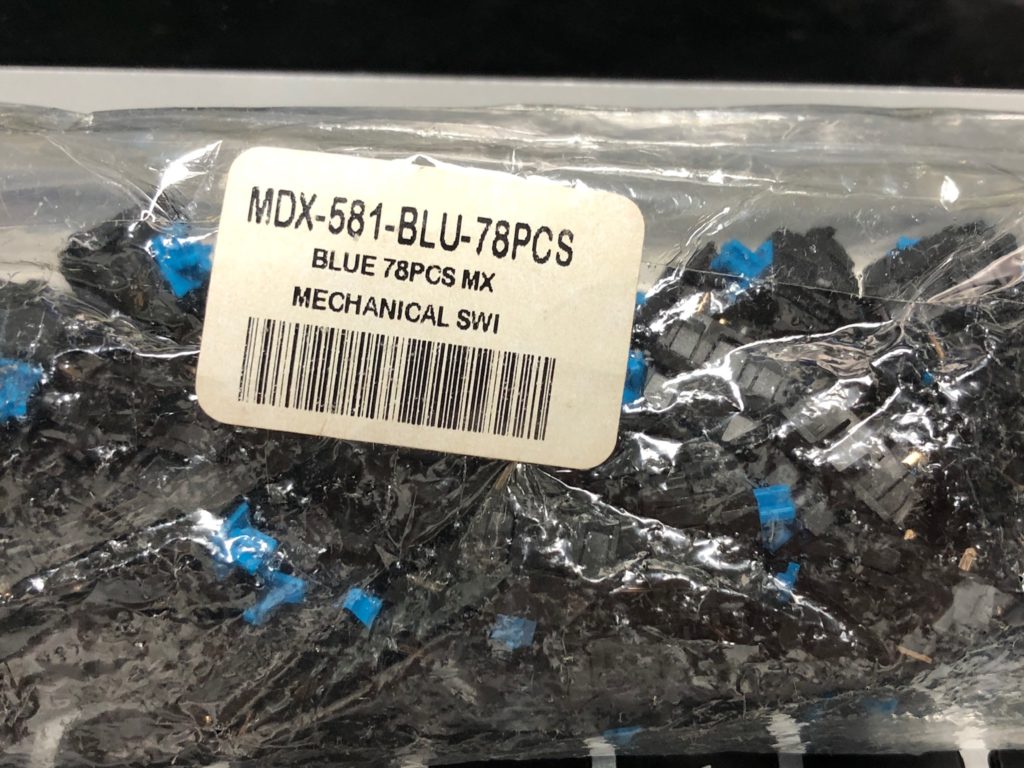 MDX-581-BLU-78PCS
BLUE 78PCS MX
MECHANICAL SWI